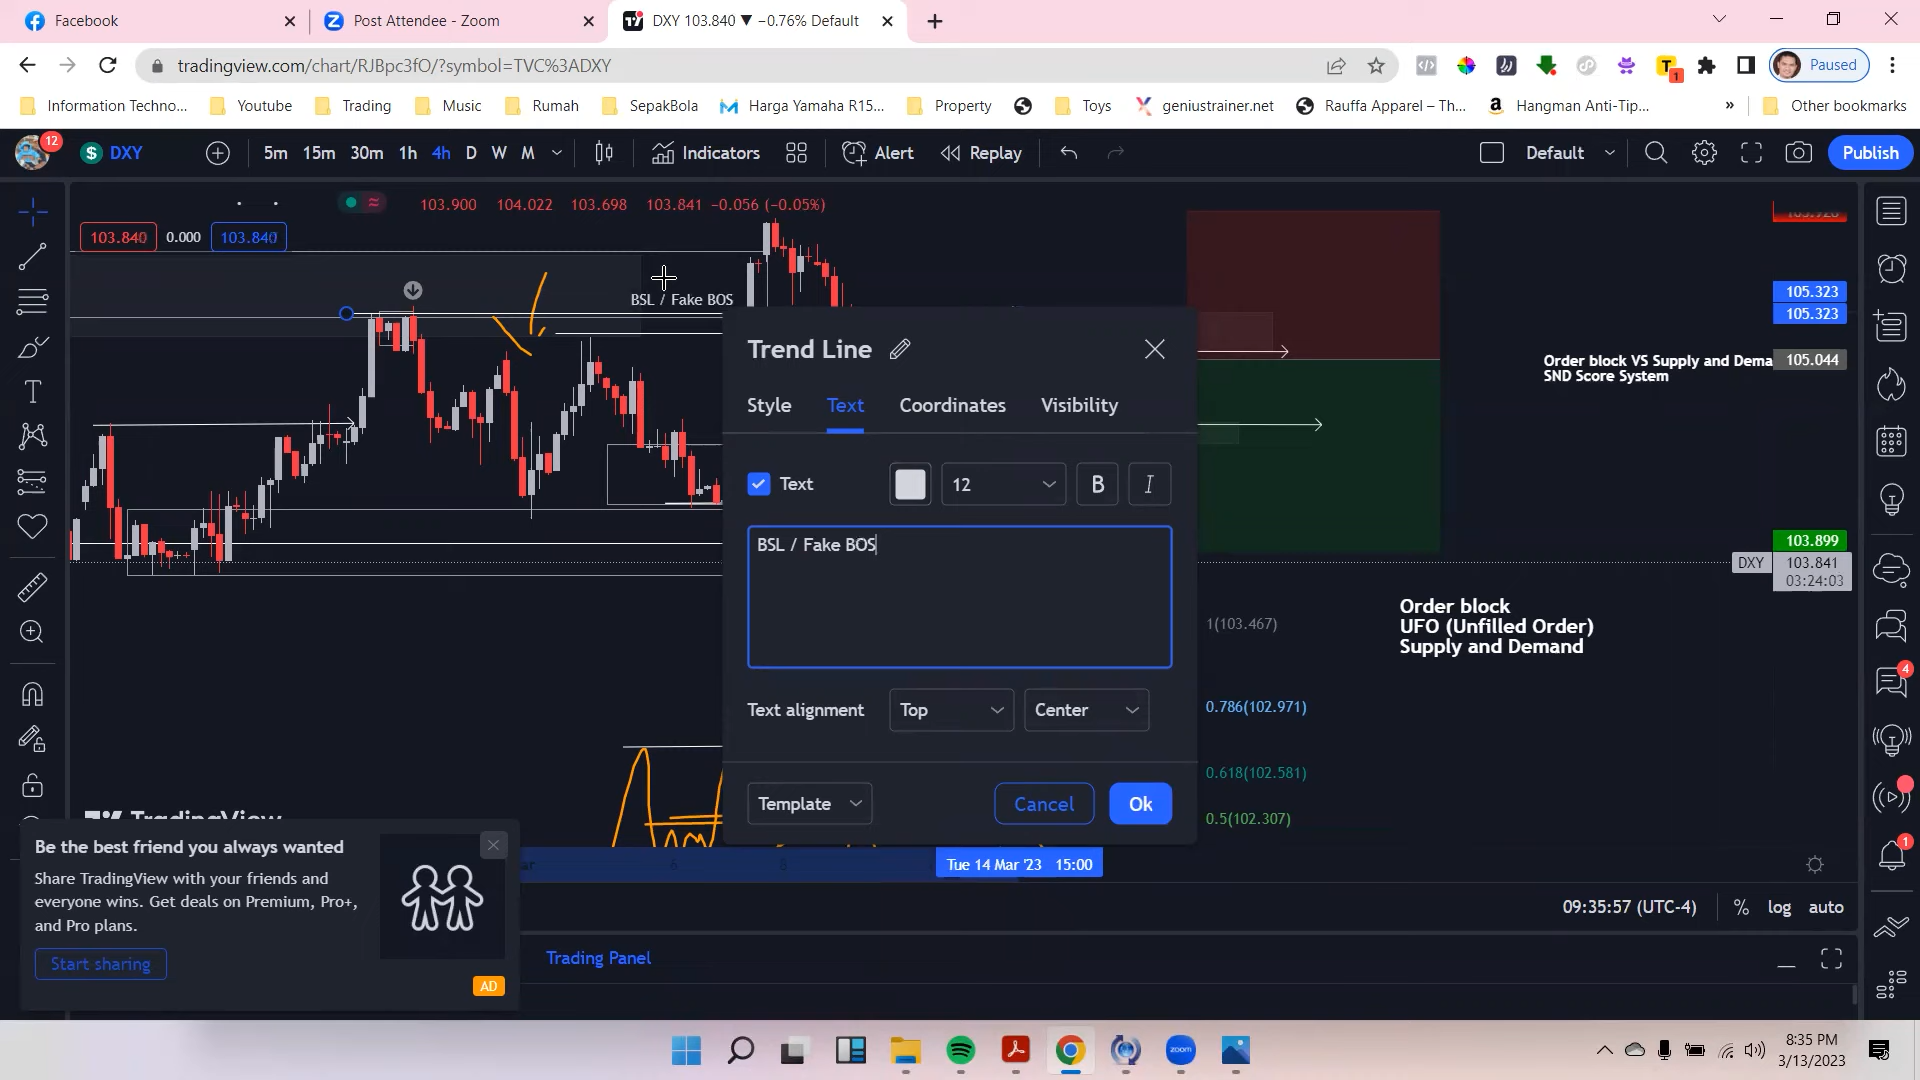 Facebook
Post Attendee - Zoom
DXY 103.840 ▼ −0.76% Default
tradingview.com/chart/RJBpc3fO/?symbol=TVC%3ADXY
1
Paused
Information Techno...
Youtube
Trading
Music
Rumah
SepakBola
Harga Yamaha R15...
Property
Toys
geniustrainer.net
Rauffa Apparel – Th...
Hangman Anti-Tip...
»
Other bookmarks
12
DXY
5m
15m
30m
1h
4h
D
W
M
Indicators
Alert
Replay
Default
Publish
103.900
104.022
103.698
103.841
−0.056 (−0.05%)
103.840
0.000
103.840
BSL / Fake BOS
105.323
105.323
105.044
Order block VS Supply and Dema
SND Score System
Trend Line
Style
Text
Coordinates
Visibility
Text
12
B
I
BSL / Fake BOS
Text alignment
Top
Center
Template
Cancel
Ok
103.899
DXY
103.841
03:24:03
Order block
UFO (Unfilled Order)
Supply and Demand
1(103.467)
0.786(102.971)
0.618(102.581)
0.5(102.307)
4
1
6
8
Tue 14 Mar '23 15:00
Be the best friend you always wanted
Share TradingView with your friends and
everyone wins. Get deals on Premium, Pro+,
and Pro plans.
Start sharing
AD
09:35:57 (UTC-4)
%
log
auto
Trading Panel
zoom
8:35 PM
3/13/2023